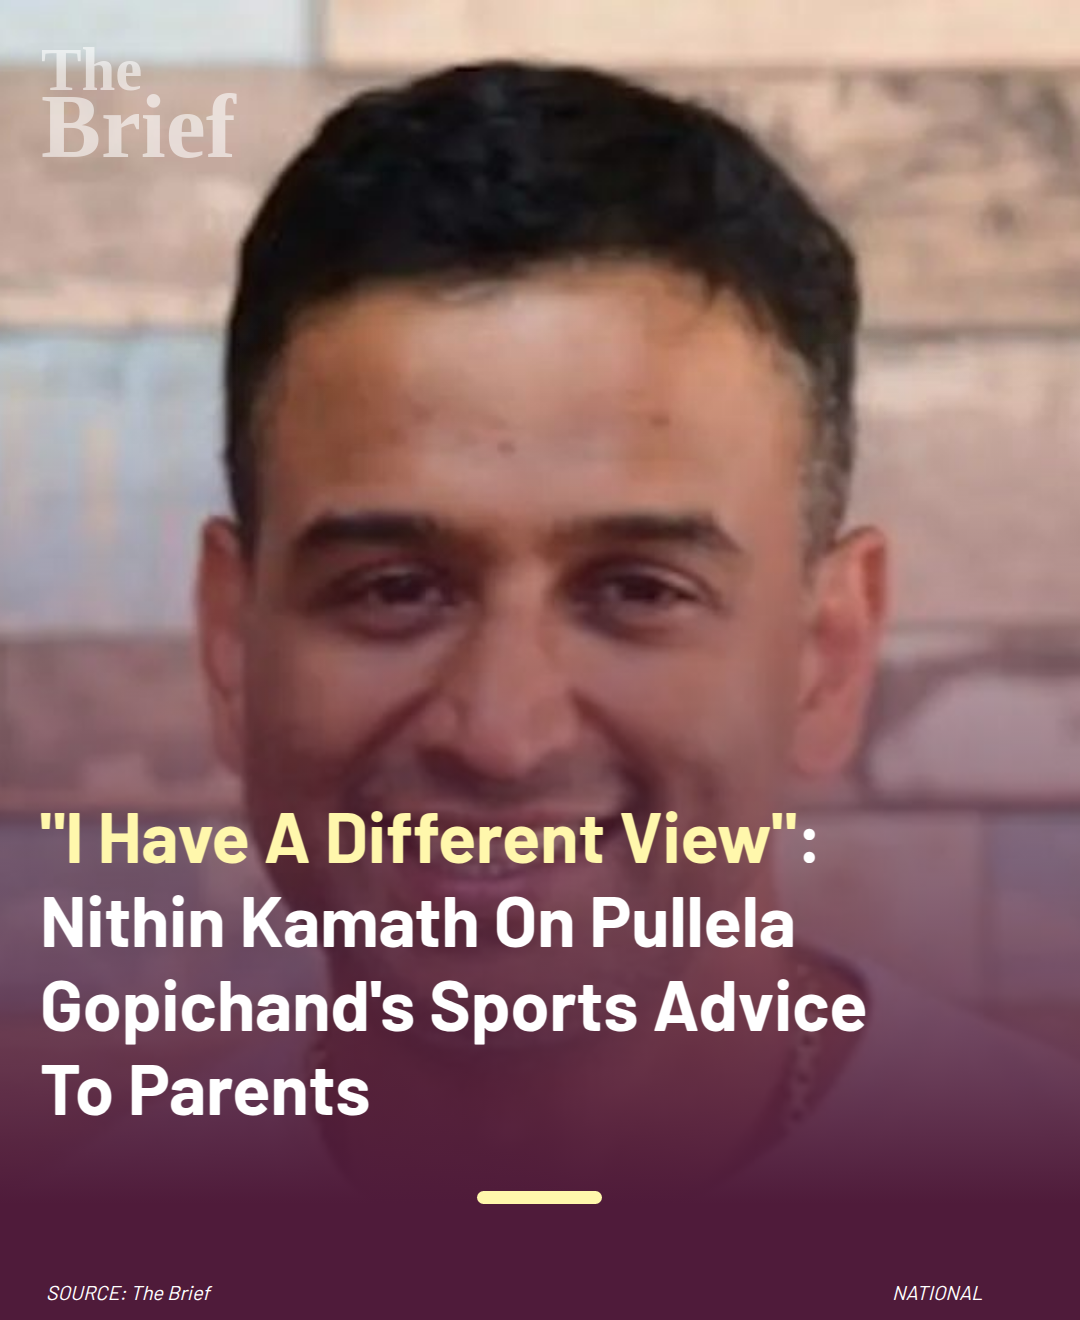 The
Brief
"I Have A Different View":
Nithin Kamath On Pullela
Gopichand's Sports Advice
To Parents
SOURCE: The Brief
NATIONAL